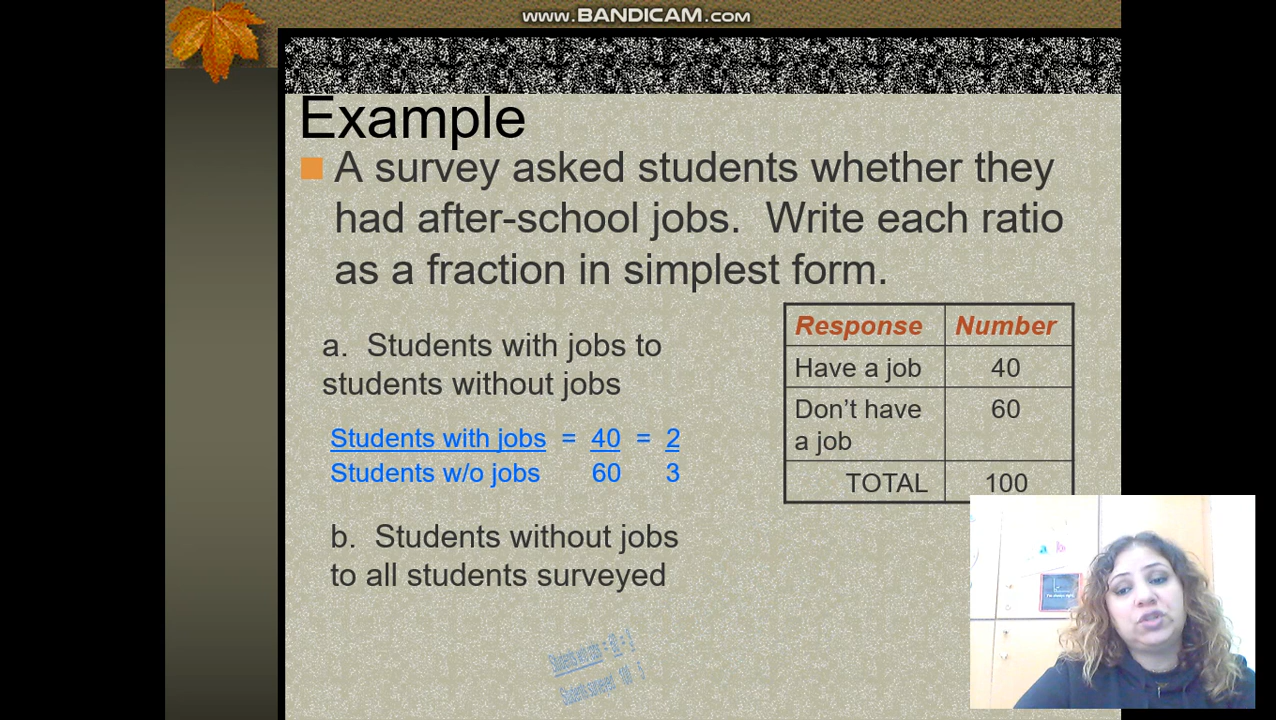 www.BANDICAM.com
Example
A survey asked students whether they
had after-school jobs. Write each ratio
as a fraction in simplest form.
a. Students with jobs to
students without jobs
Students with jobs = 40 = 2
Students w/o jobs 60 3
b. Students without jobs
to all students surveyed
Response Number
Have a job 40
Don't have 60
a job
TOTAL 100